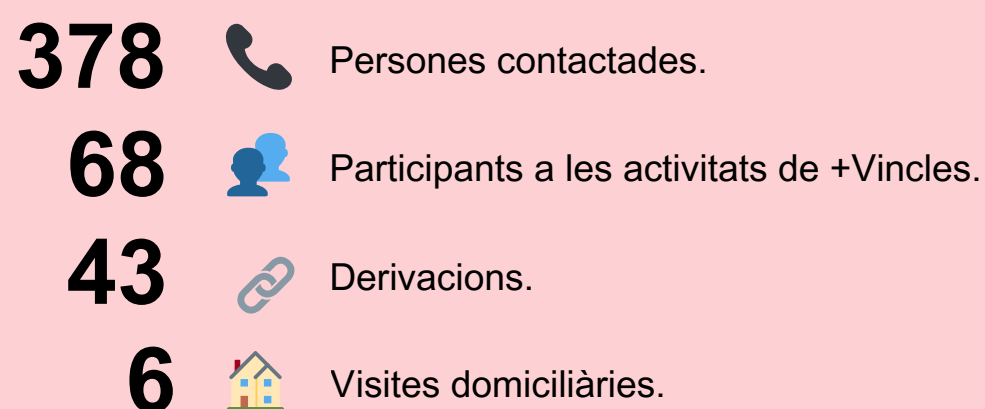 378 Persones contactades.
68 Participants a les activitats de +Vincles.
43 Derivacions.
6 Visites domiciliàries.